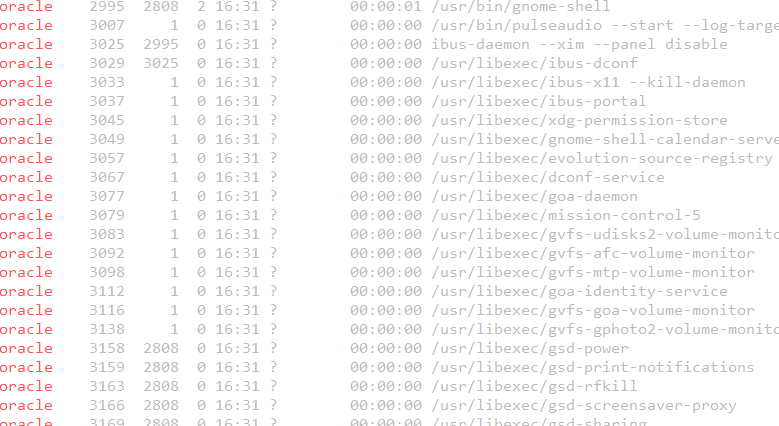 oracle 2995 2808 2 16:31 ? 00:00:01 /usr/bin/gnome-shell
oracle 3007 1 0 16:31 ? 00:00:00 /usr/bin/pulseaudio --start --log-targe
oracle 3025 2995 0 16:31 ? 00:00:00 ibus-daemon --xim --panel disable
oracle 3029 3025 0 16:31 ? 00:00:00 /usr/libexec/ibus-dconf
oracle 3033 1 0 16:31 ? 00:00:00 /usr/libexec/ibus-x11 --kill-daemon
oracle 3037 1 0 16:31 ? 00:00:00 /usr/libexec/ibus-portal
oracle 3045 1 0 16:31 ? 00:00:00 /usr/libexec/xdg-permission-store
oracle 3049 1 0 16:31 ? 00:00:00 /usr/libexec/gnome-shell-calendar-serve
oracle 3057 1 0 16:31 ? 00:00:00 /usr/libexec/evolution-source-registry
oracle 3067 1 0 16:31 ? 00:00:00 /usr/libexec/dconf-service
oracle 3077 1 0 16:31 ? 00:00:00 /usr/libexec/goa-daemon
oracle 3079 1 0 16:31 ? 00:00:00 /usr/libexec/mission-control-5
oracle 3083 1 0 16:31 ? 00:00:00 /usr/libexec/gvfs-udisks2-volume-monito
oracle 3092 1 0 16:31 ? 00:00:00 /usr/libexec/gvfs-afc-volume-monitor
oracle 3098 1 0 16:31 ? 00:00:00 /usr/libexec/gvfs-mtp-volume-monitor
oracle 3112 1 0 16:31 ? 00:00:00 /usr/libexec/goa-identity-service
oracle 3116 1 0 16:31 ? 00:00:00 /usr/libexec/gvfs-goa-volume-monitor
oracle 3138 1 0 16:31 ? 00:00:00 /usr/libexec/gvfs-gphoto2-volume-monito
oracle 3158 2808 0 16:31 ? 00:00:00 /usr/libexec/gsd-power
oracle 3159 2808 0 16:31 ? 00:00:00 /usr/libexec/gsd-print-notifications
oracle 3163 2808 0 16:31 ? 00:00:00 /usr/libexec/gsd-rfkill
oracle 3166 2808 0 16:31 ? 00:00:00 /usr/libexec/gsd-screensaver-proxy
oracle 3169 2808 0 16:31 ? 00:00:00 /usr/libexec/gsd-sharing